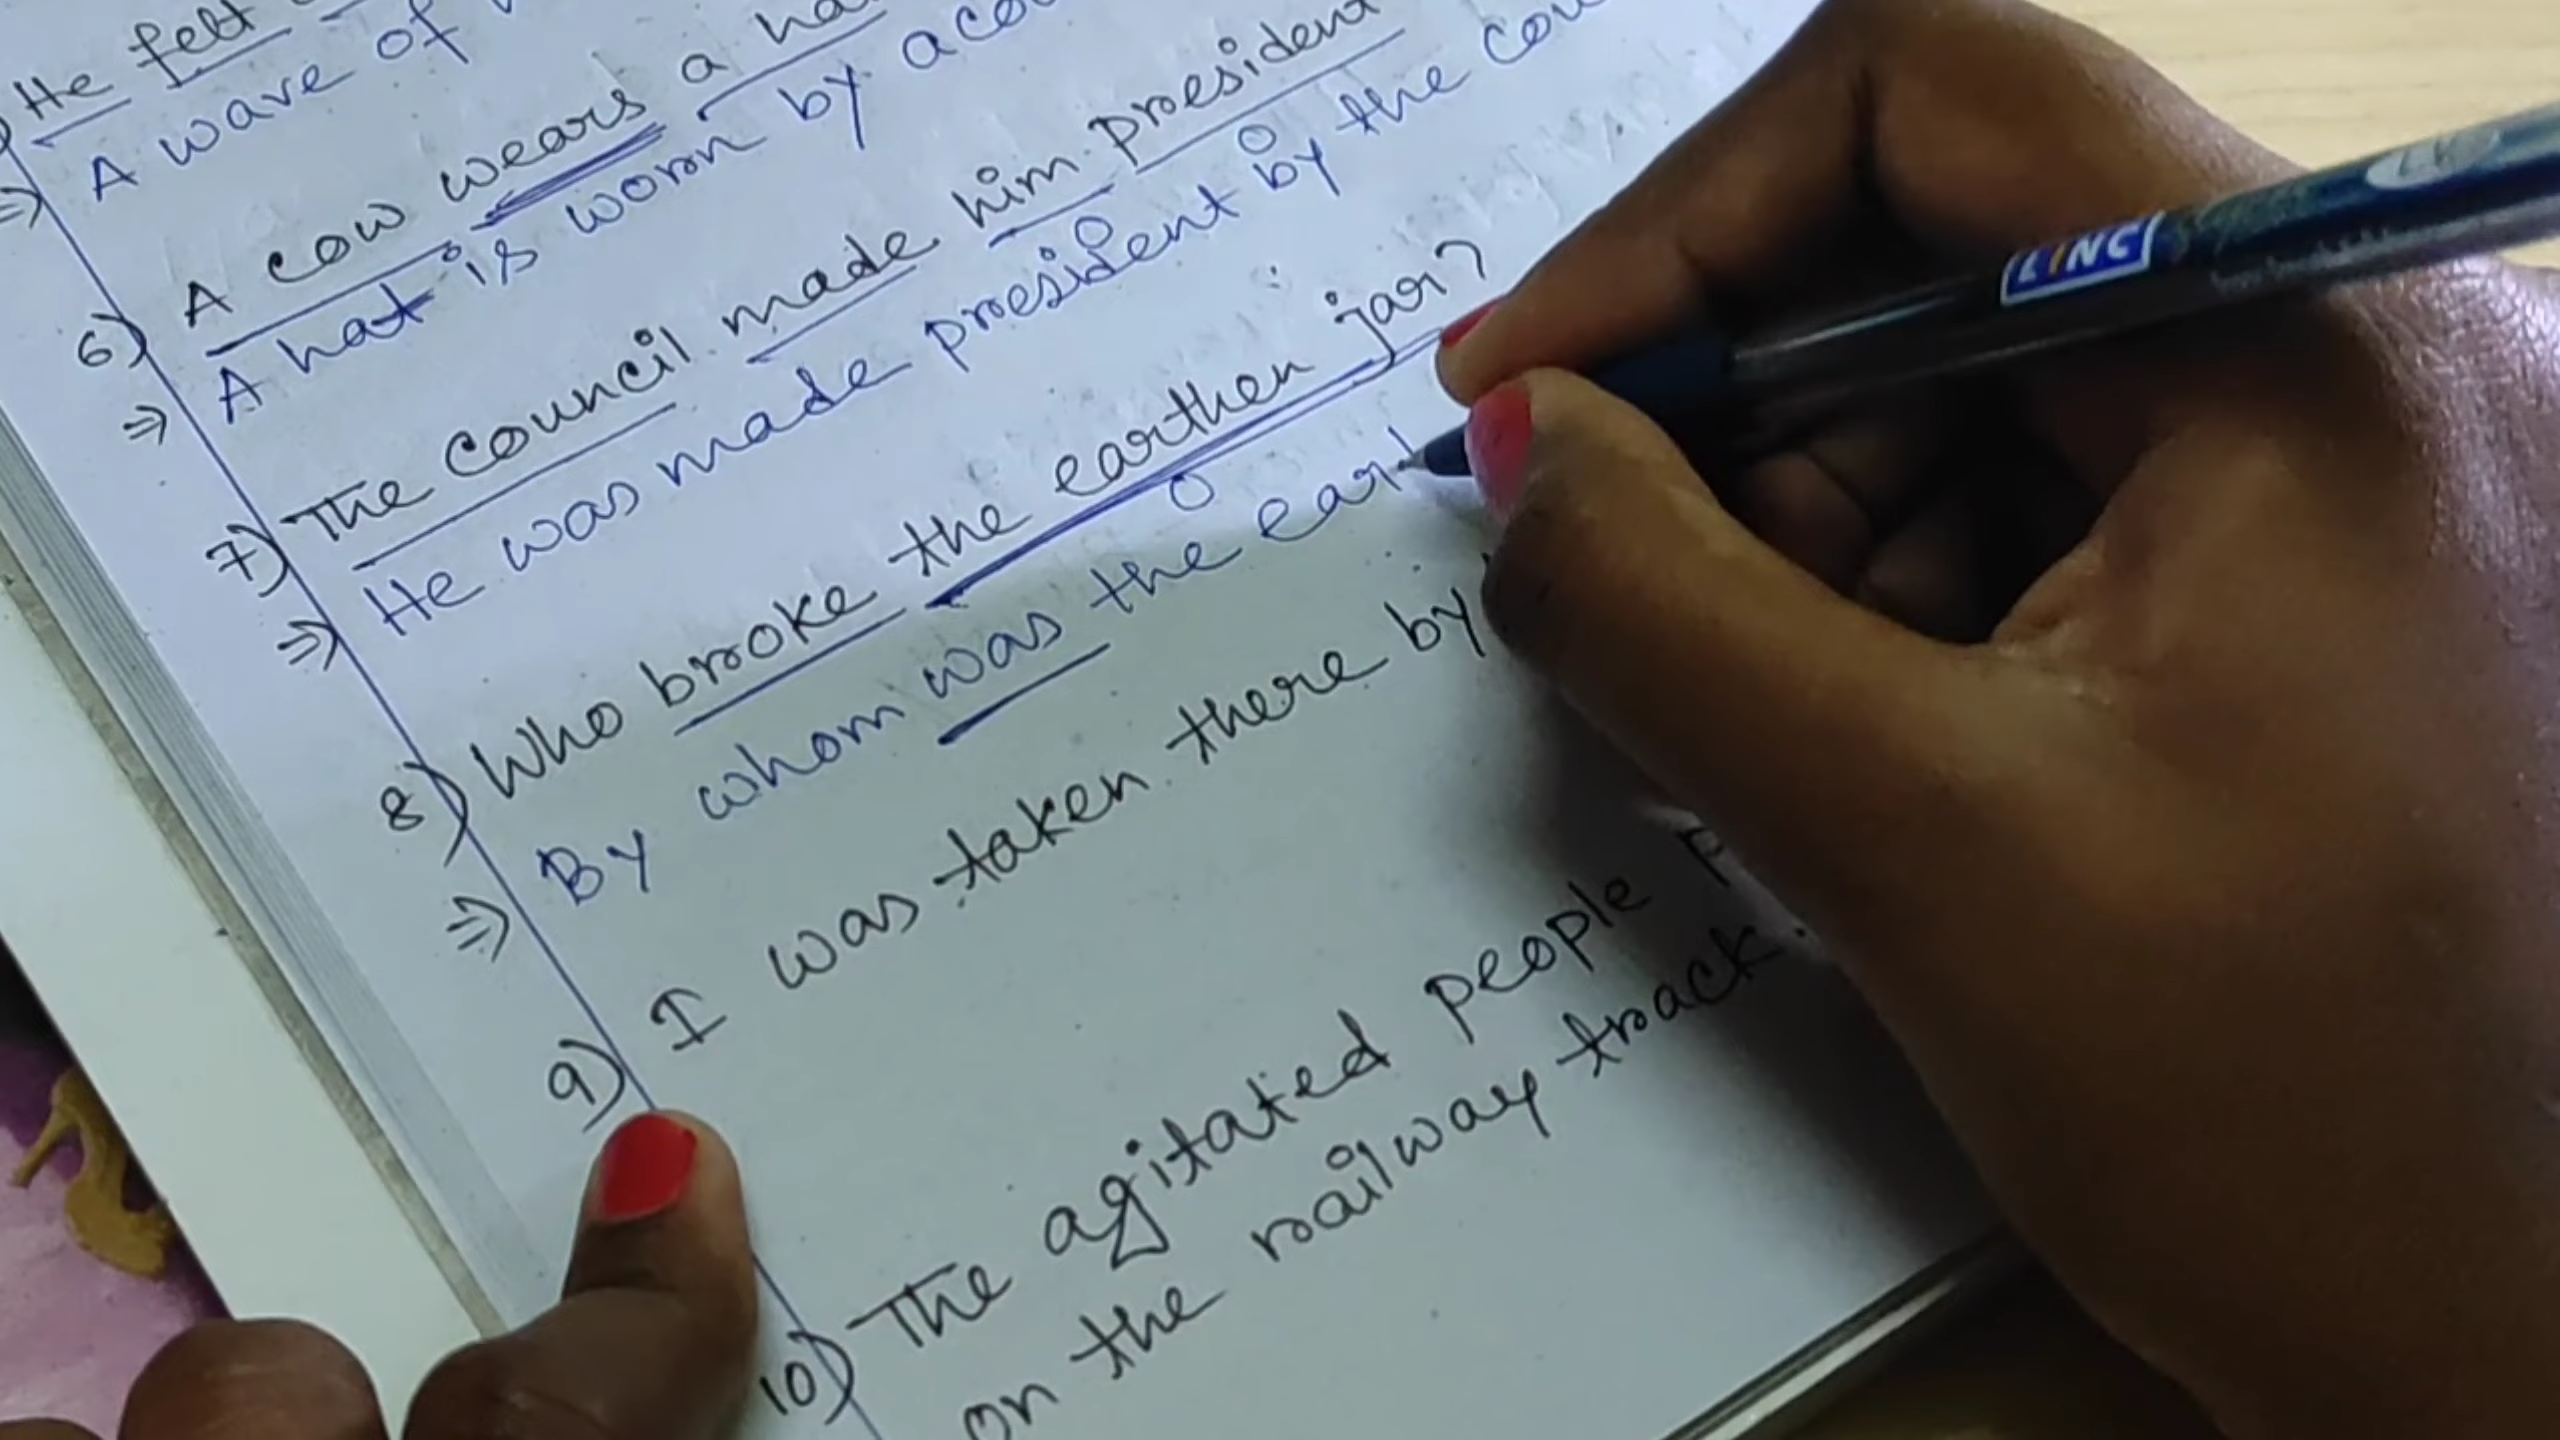 He felt
⇒ A wave of
6) A cow wears a
⇒ A hat is worn by a
7) The council made him president
⇒ He was made president by the
8) Who broke the earthen jar?
⇒ By whom was the
9) I was taken there by
10) The agitated people
on the railway track.
O
O
O
LINC